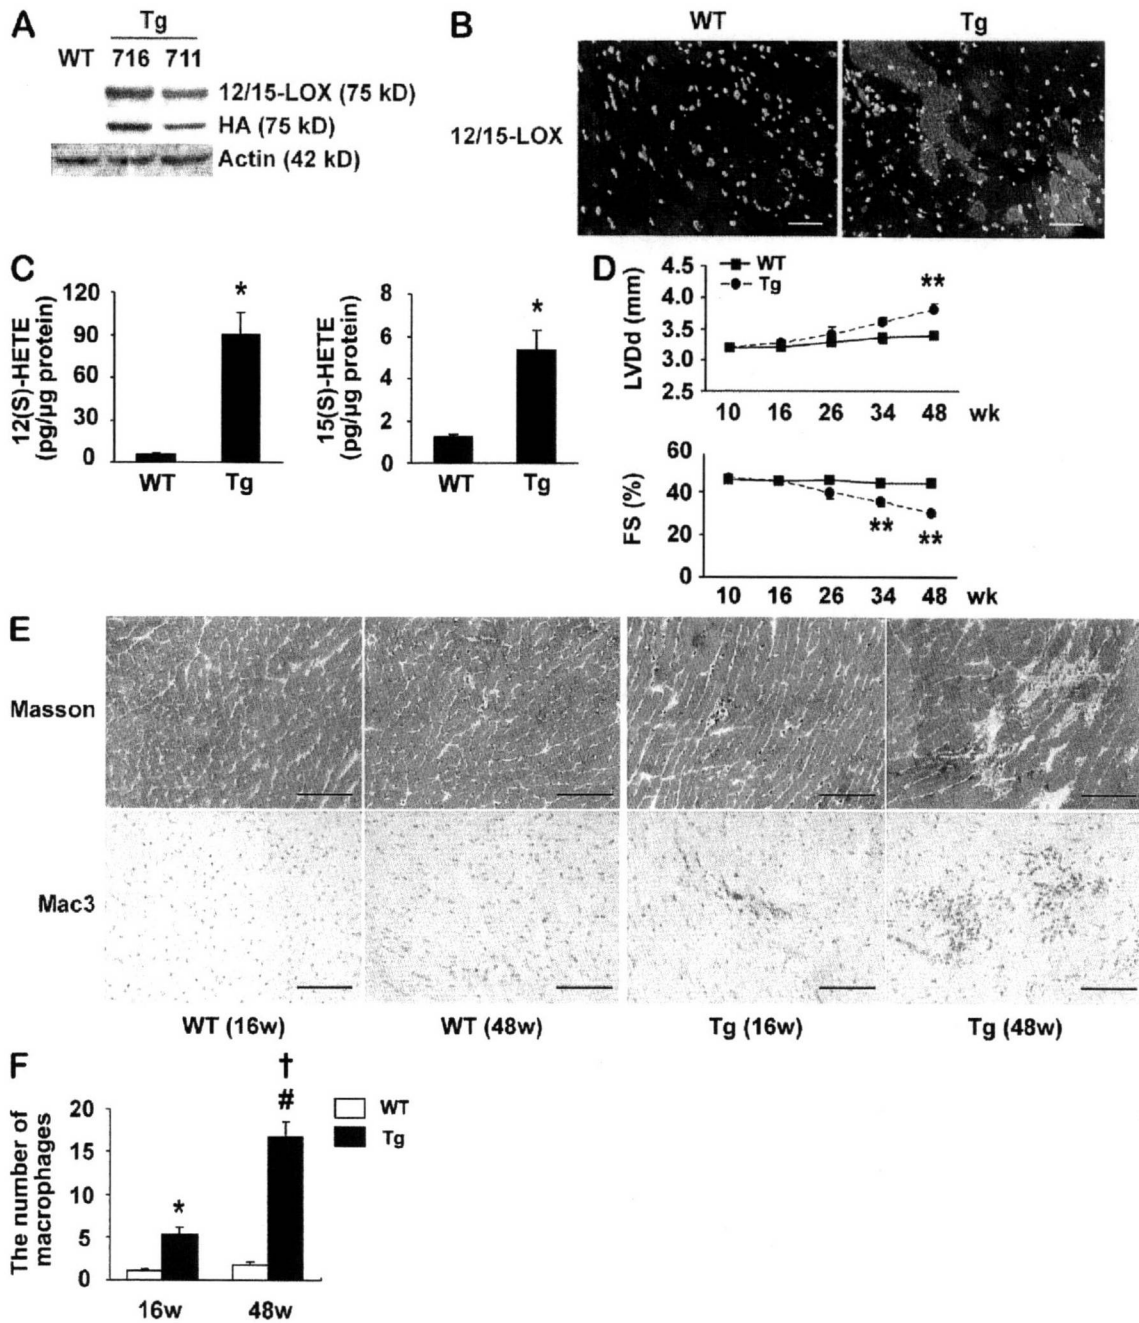 A
Tg
WT 716 711
12/15-LOX (75 kD)
HA (75 kD)
Actin (42 kD)
B
WT Tg
12/15-LOX
C
12(S)-HETE
(pg/μg protein)
120
90
60
30
0
*
WT Tg
15(S)-HETE
(pg/μg protein)
8
6
4
2
0
*
WT Tg
D
LVDd (mm)
4.5
4.0
3.5
3.0
2.5
WT
Tg
**
10 16 26 34 48 wk
FS (%)
60
40
20
0
**
**
10 16 26 34 48 wk
E
Masson
Mac3
WT (16w) WT (48w) Tg (16w) Tg (48w)
F
The number of
macrophages
20
15
10
5
0
*
†
#
WT
Tg
16w 48w